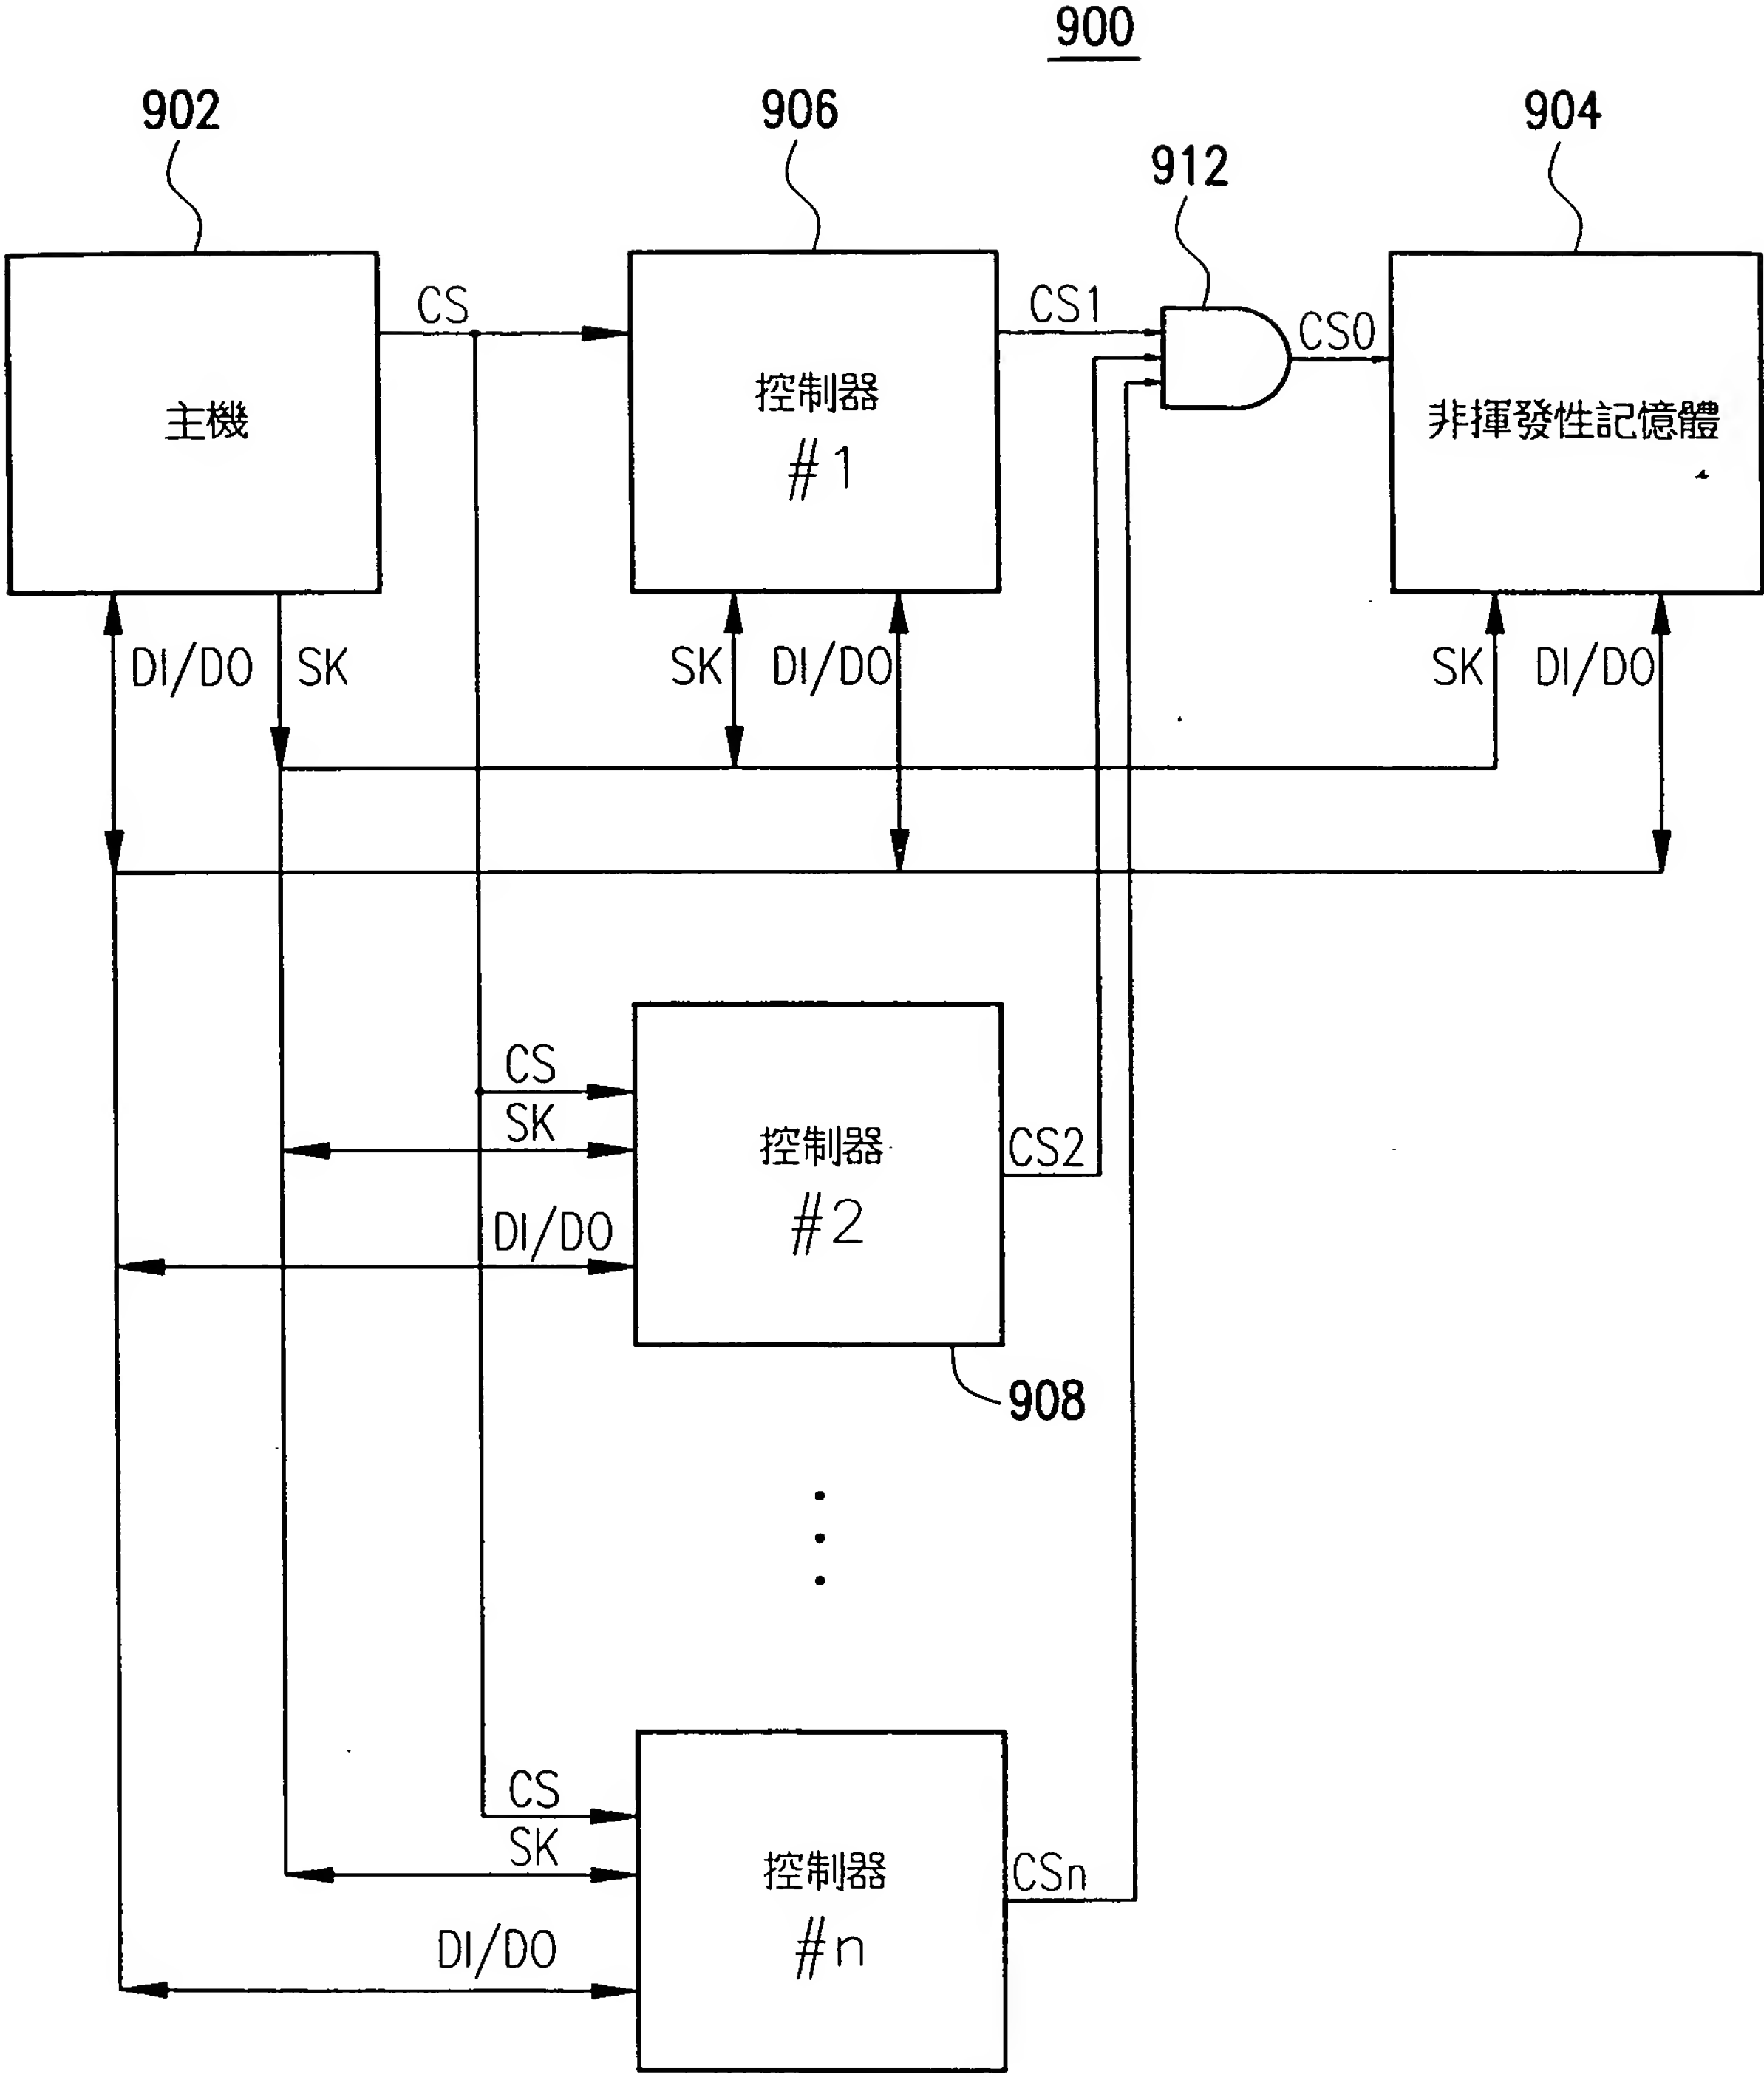 900
902
906
904
912
CS
CS1
CS0
主機
控制器
#1
非揮發性記憶體
DI/DO
SK
SK
DI/DO
SK
DI/DO
CS
SK
DI/DO
控制器
#2
CS2
908
CS
SK
DI/DO
控制器
#n
CSn